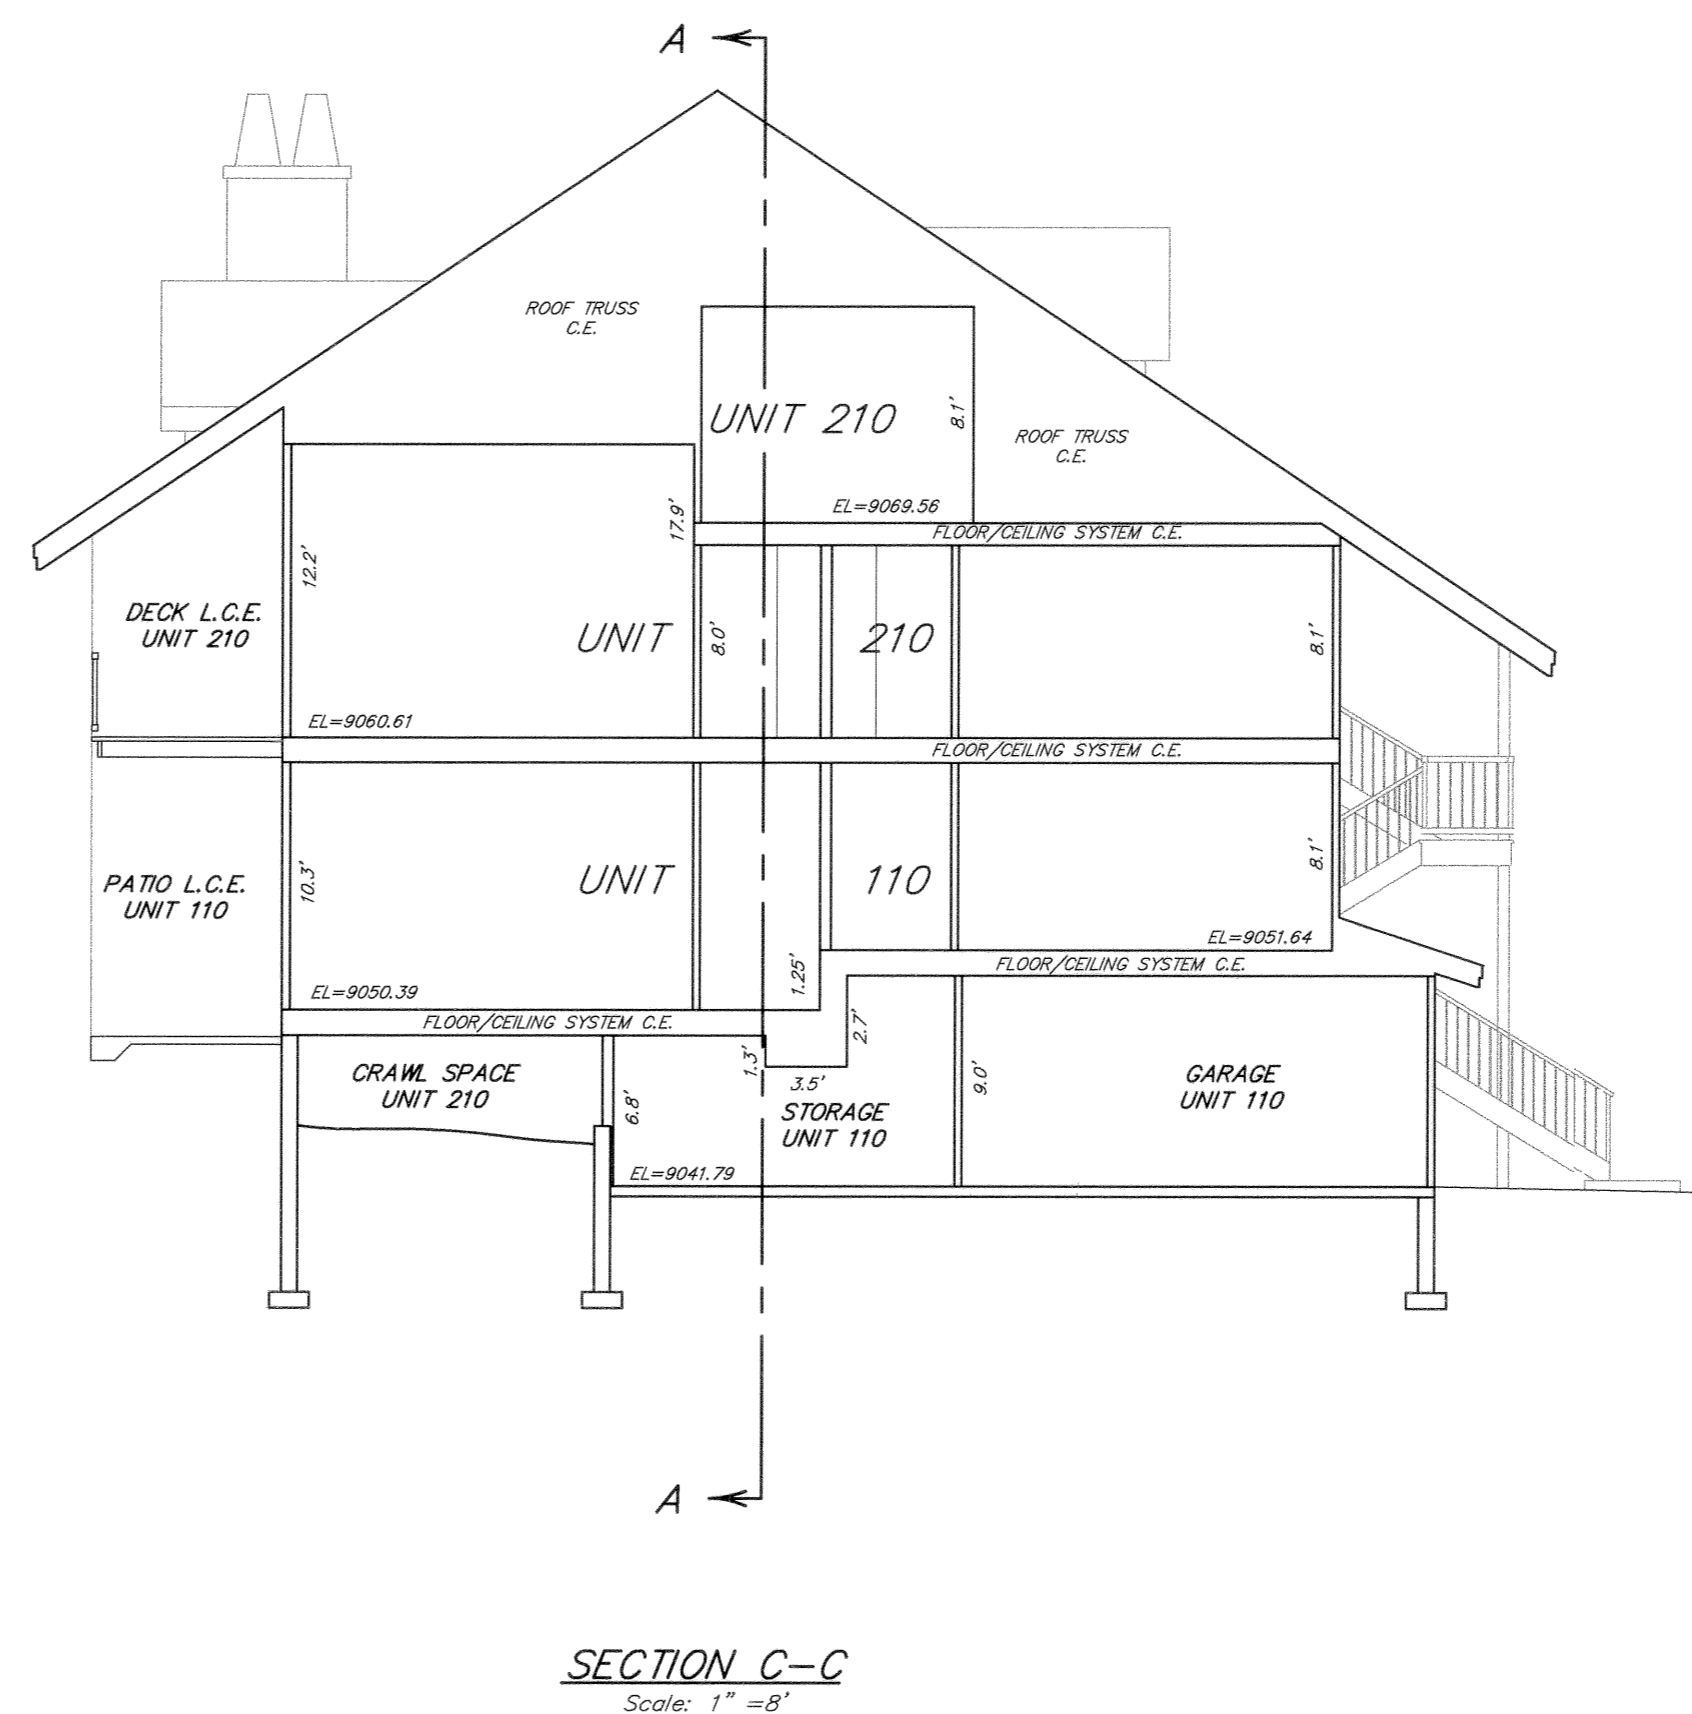 A
ROOF TRUSS
C.E.
UNIT 210
8.1'
ROOF TRUSS
C.E.
EL=9069.56
17.9'
FLOOR/CEILING SYSTEM C.E.
12.2'
DECK L.C.E.
UNIT 210
UNIT
8.0'
210
8.1'
EL=9060.61
FLOOR/CEILING SYSTEM C.E.
PATIO L.C.E.
UNIT 110
10.3'
UNIT
110
8.1'
EL=9051.64
FLOOR/CEILING SYSTEM C.E.
1.25'
EL=9050.39
FLOOR/CEILING SYSTEM C.E.
2.7'
1.3'
3.5'
CRAWL SPACE
UNIT 210
6.8'
STORAGE
UNIT 110
9.0'
GARAGE
UNIT 110
EL=9041.79
A
SECTION C-C
Scale: 1" =8'